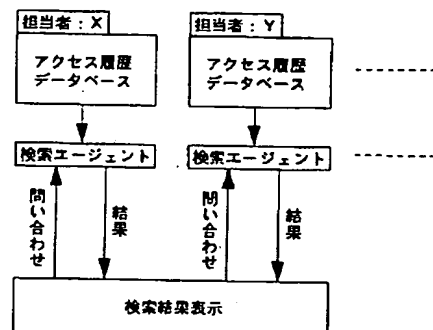 担当者：X
アクセス履歴
データベース
検索エージェント
問い合わせ
結果
担当者：Y
アクセス履歴
データベース
検索エージェント
問い合わせ
結果
検索結果表示